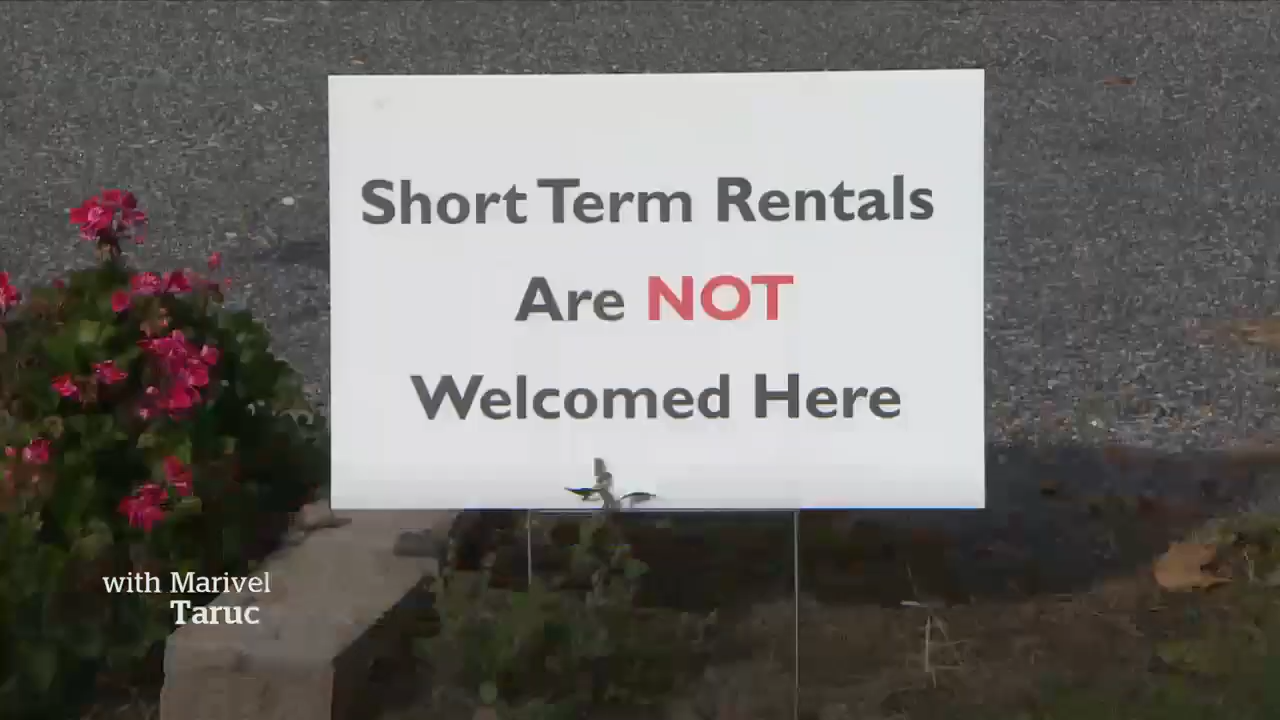 Short Term Rentals
Are NOT
Welcomed Here
with Marivel
Taruc